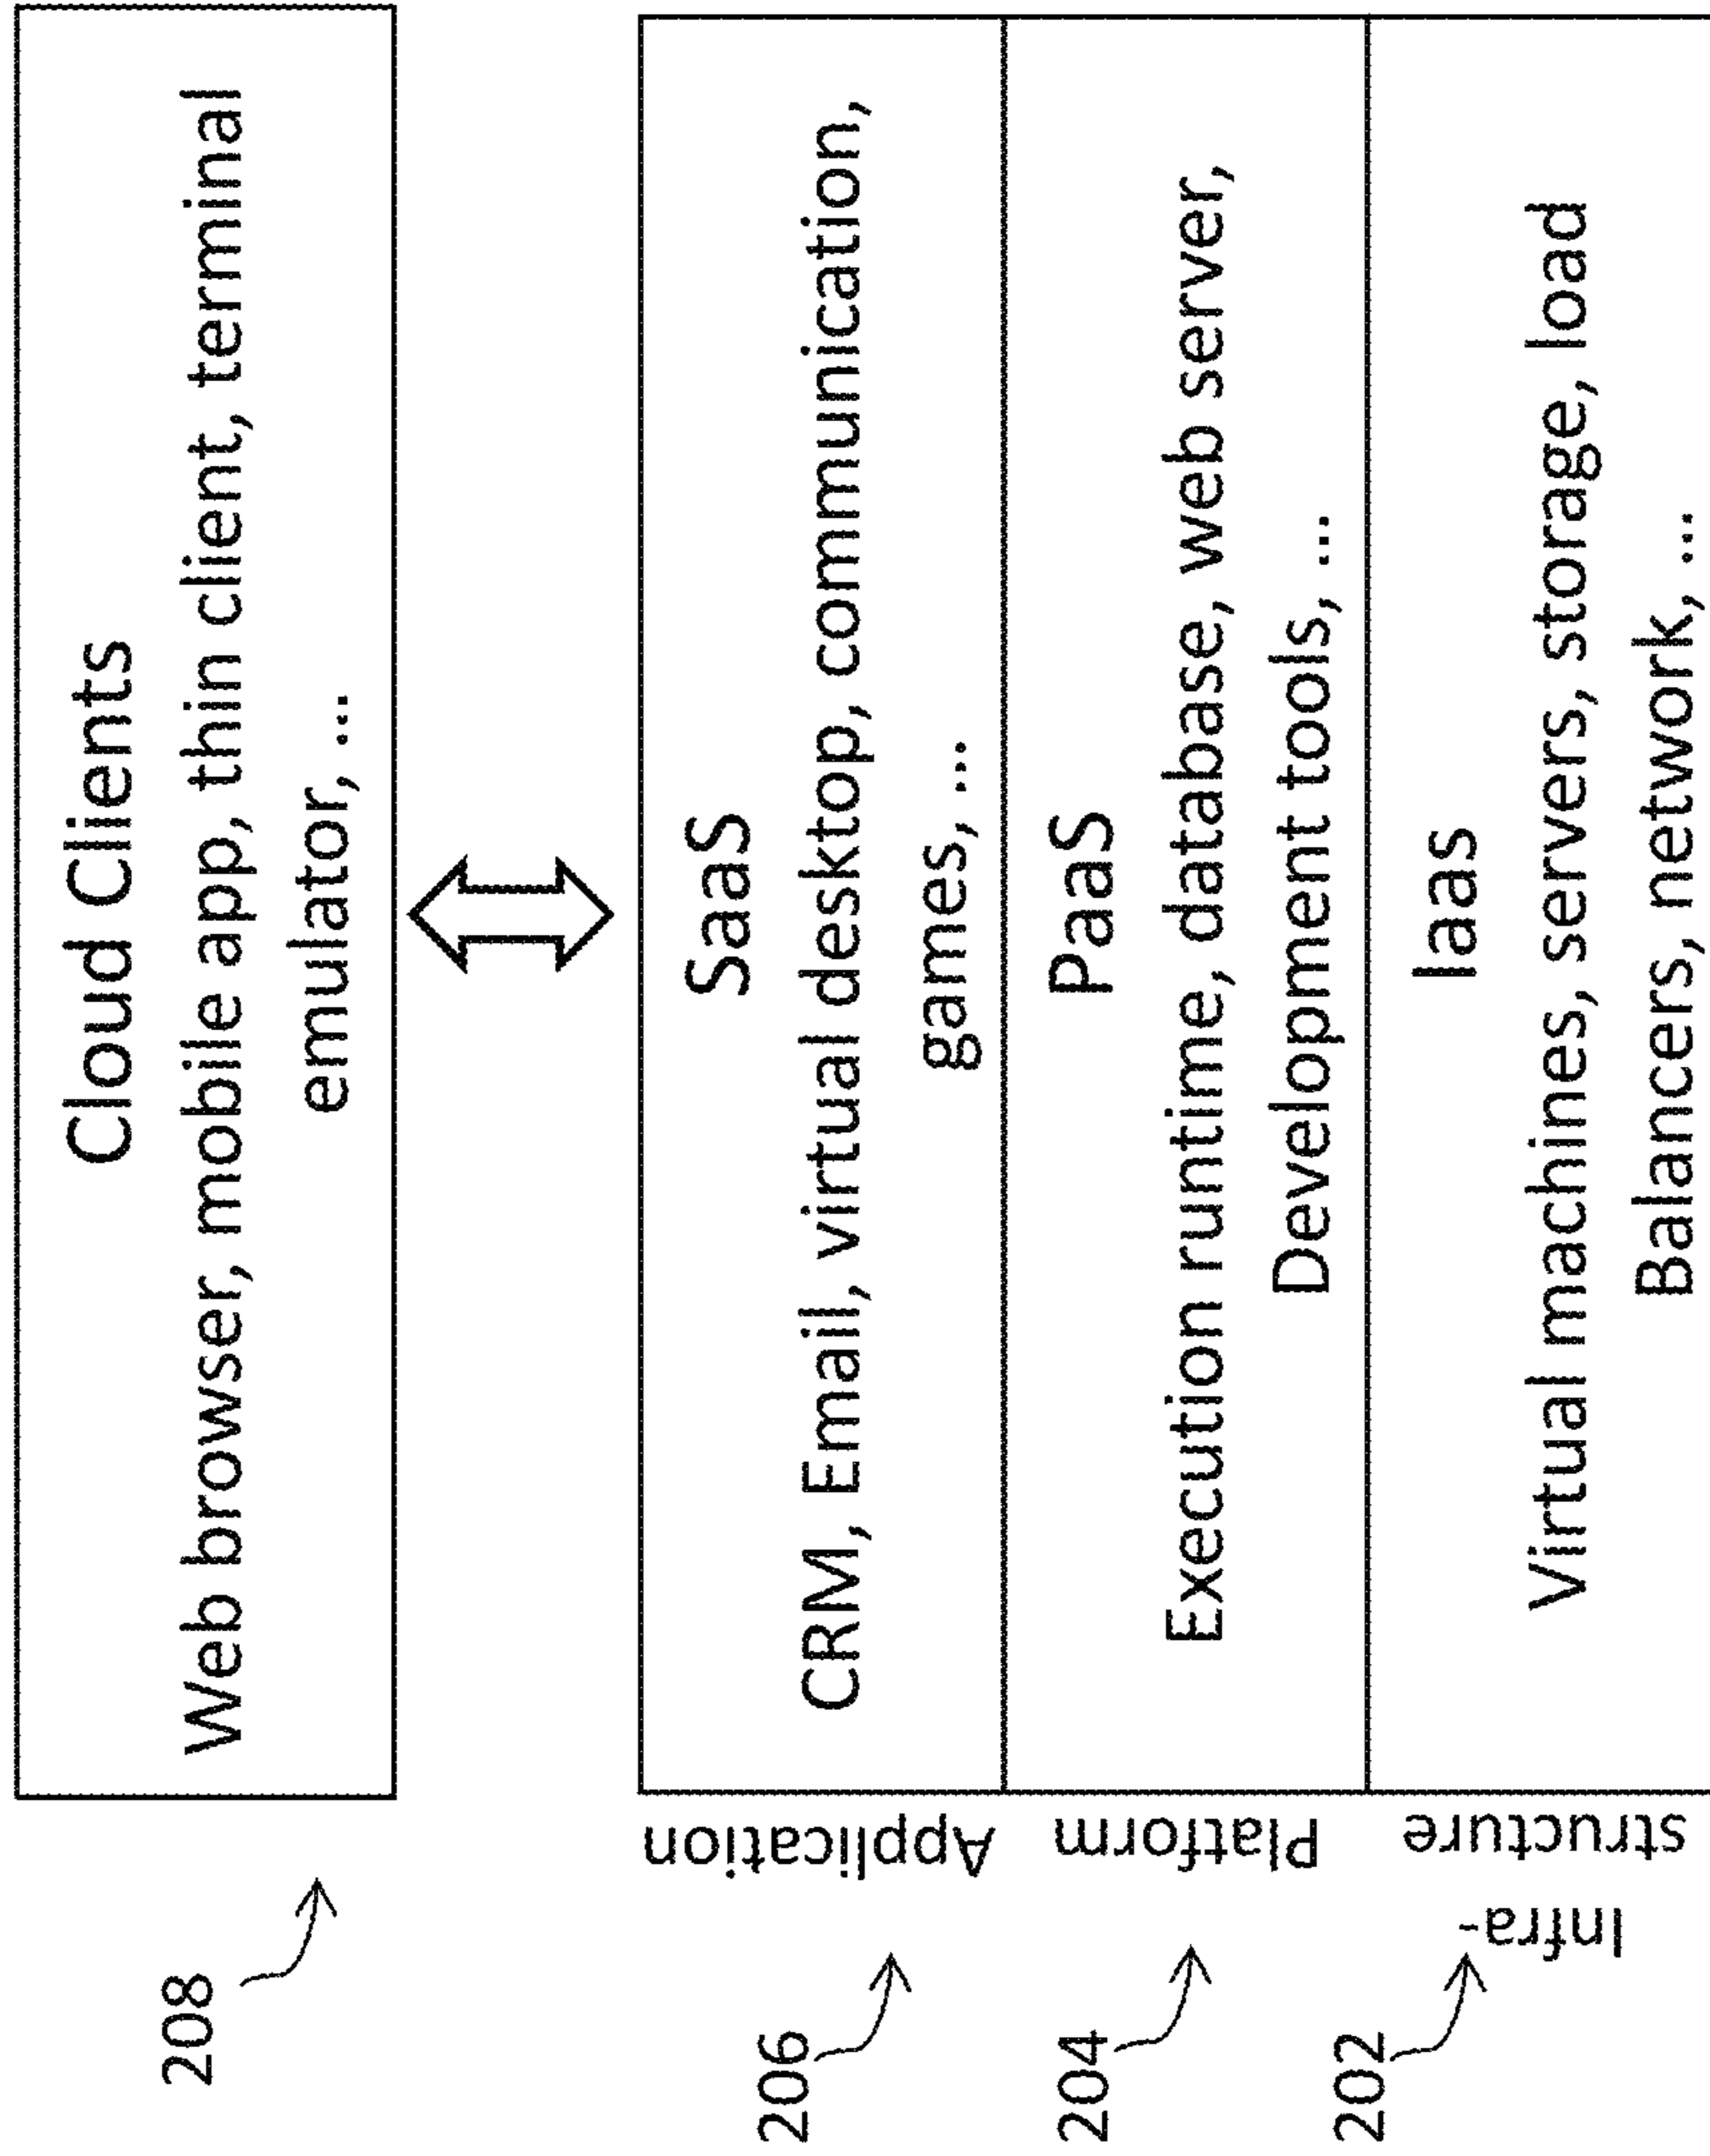 208
Cloud Clients
Web browser, mobile app, thin client, terminal
emulator, ...
206
Application
SaaS
CRM, Email, virtual desktop, communication,
games, ...
204
Platform
PaaS
Execution runtime, database, web server,
Development tools, ...
202
Infra-
structure
Iaas
Virtual machines, servers, storage, load
Balancers, network, ...